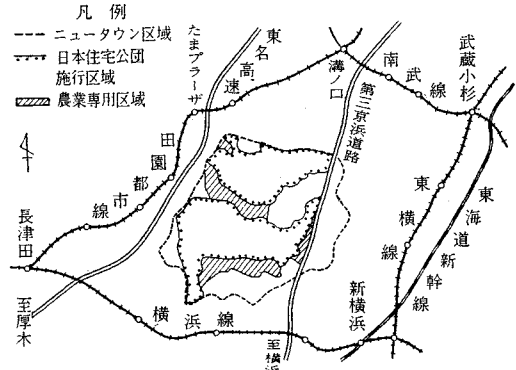 凡例
ニュータウン区域
日本住宅公団
施行区域
農業専用区域
たまプラーザ
東名高速
溝ノ口
南武線
武蔵小杉
第三京浜道路
田園都市線
長津田
至厚木
横浜線
至横浜
新横浜
東横線
東海道新幹線